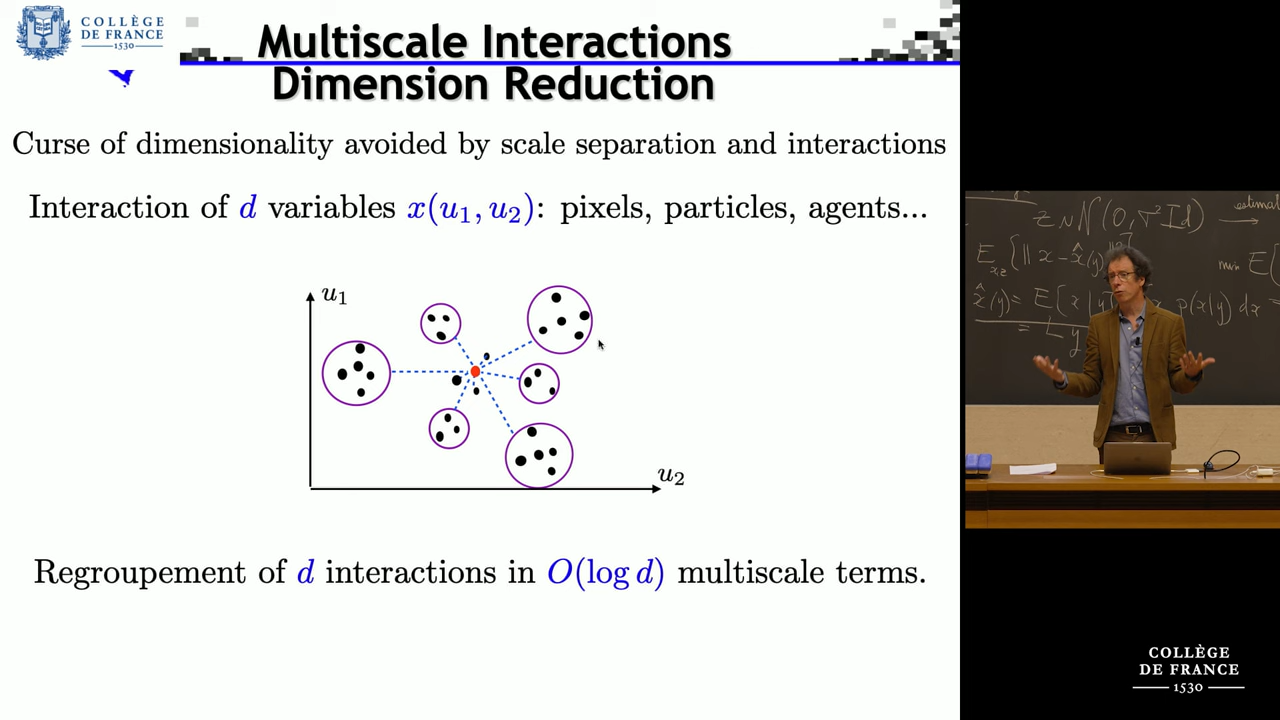 COLLÈGE
DE FRANCE
1530
Multiscale Interactions
Dimension Reduction
Curse of dimensionality avoided by scale separation and interactions
Interaction of d variables x(u₁, u₂): pixels, particles, agents...
u₁
u₂
Regroupement of d interactions in O(log d) multiscale terms.
COLLÈGE
DE FRANCE
1530